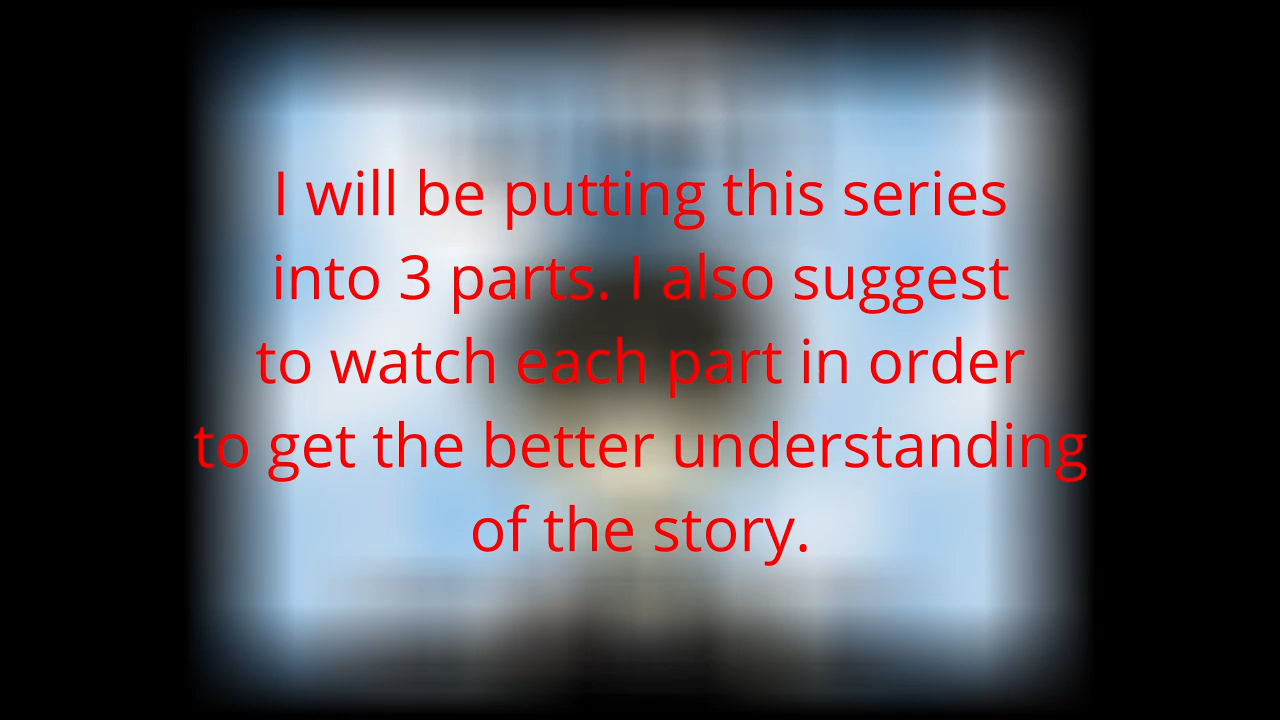 I will be putting this series
into 3 parts. I also suggest
to watch each part in order
to get the better understanding
of the story.